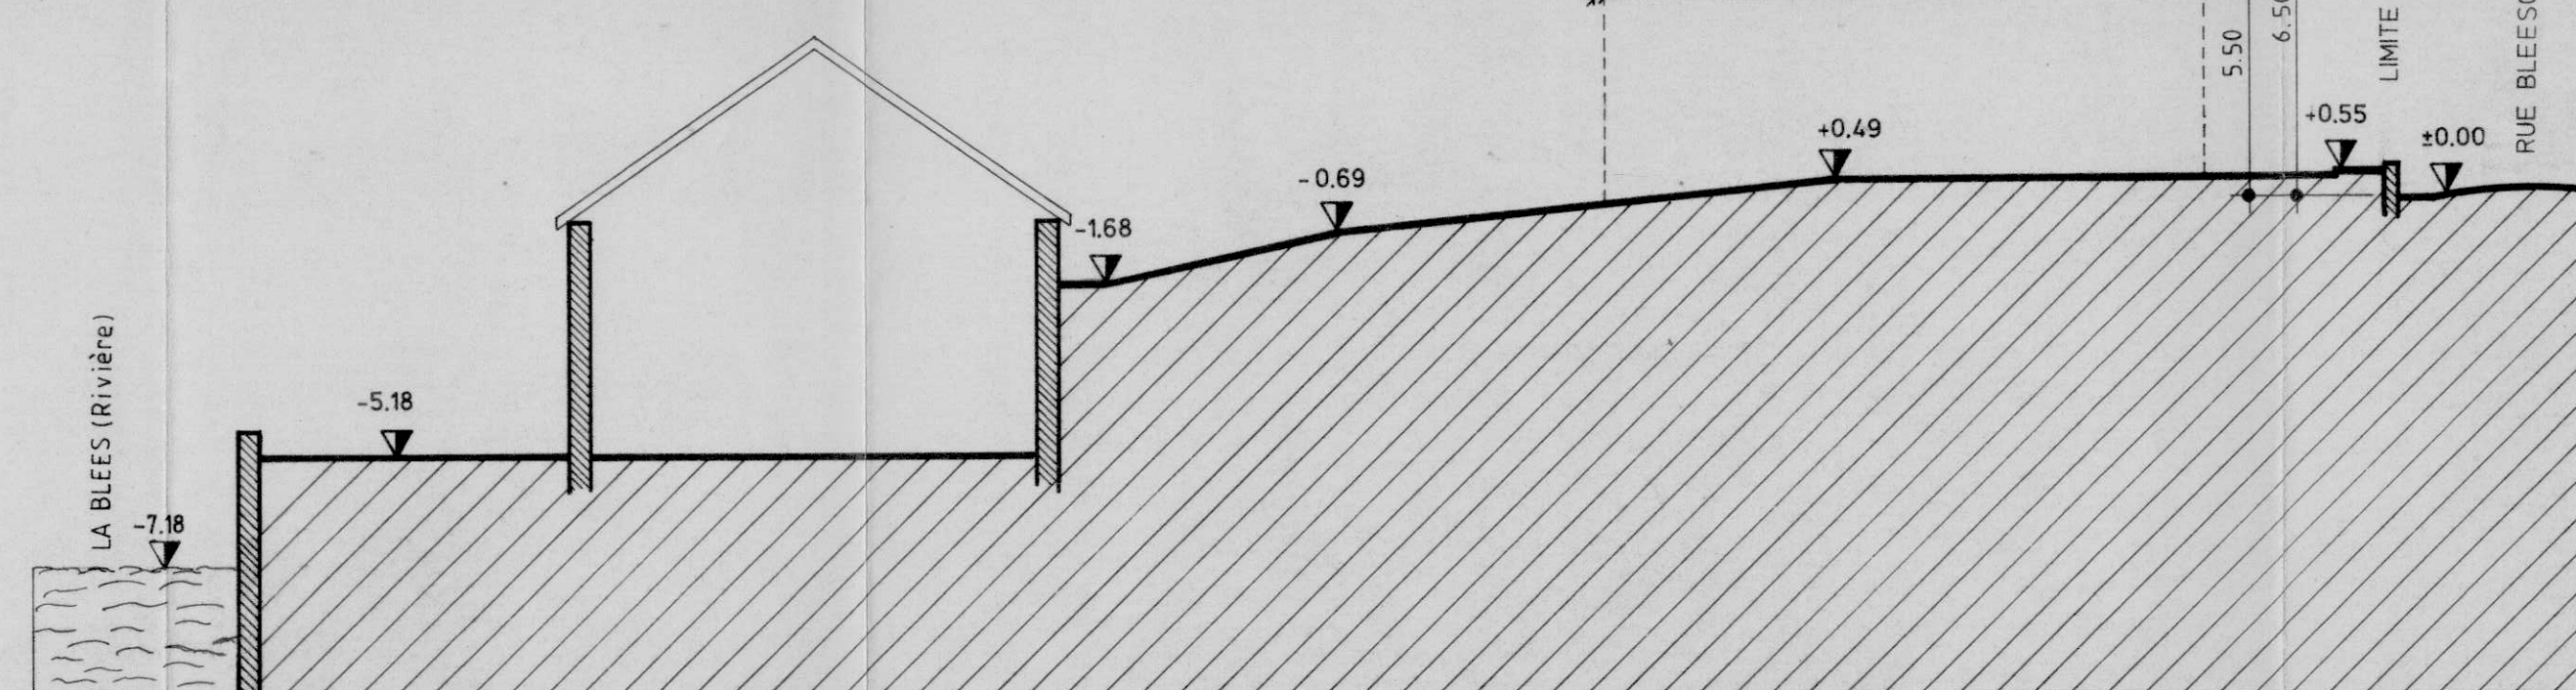 5.50
LIMITE
+0.55
±0.00
+0.49
- 0.69
-1.68
-5.18
LA BLEES (Rivière)
-7.18
RUE